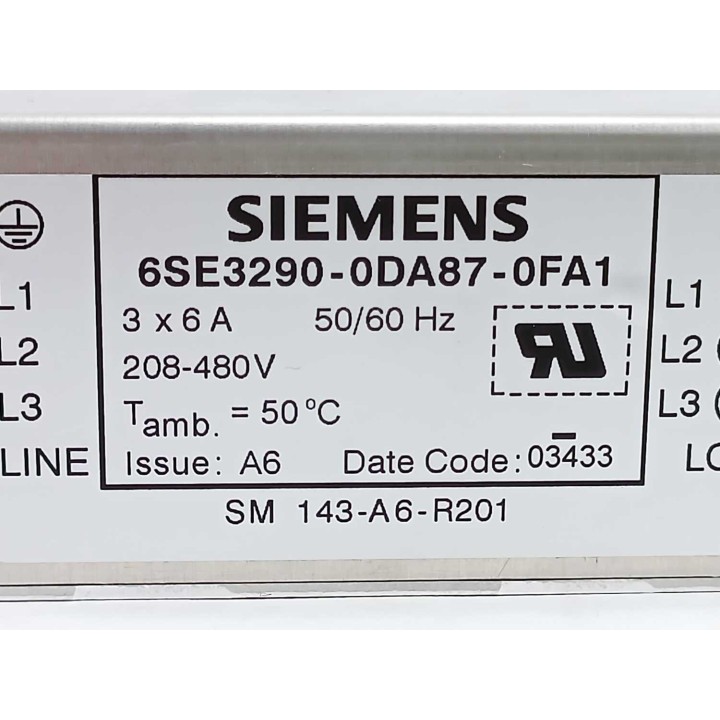 SIEMENS
6SE3290-0DA87-0FA1
3 x 6 A 50/60 Hz
208-480V
Tamb. = 50 °C
Issue: A6 Date Code: 03433
SM 143-A6-R201
L1
L2
L3
LINE
L1
L2
L3